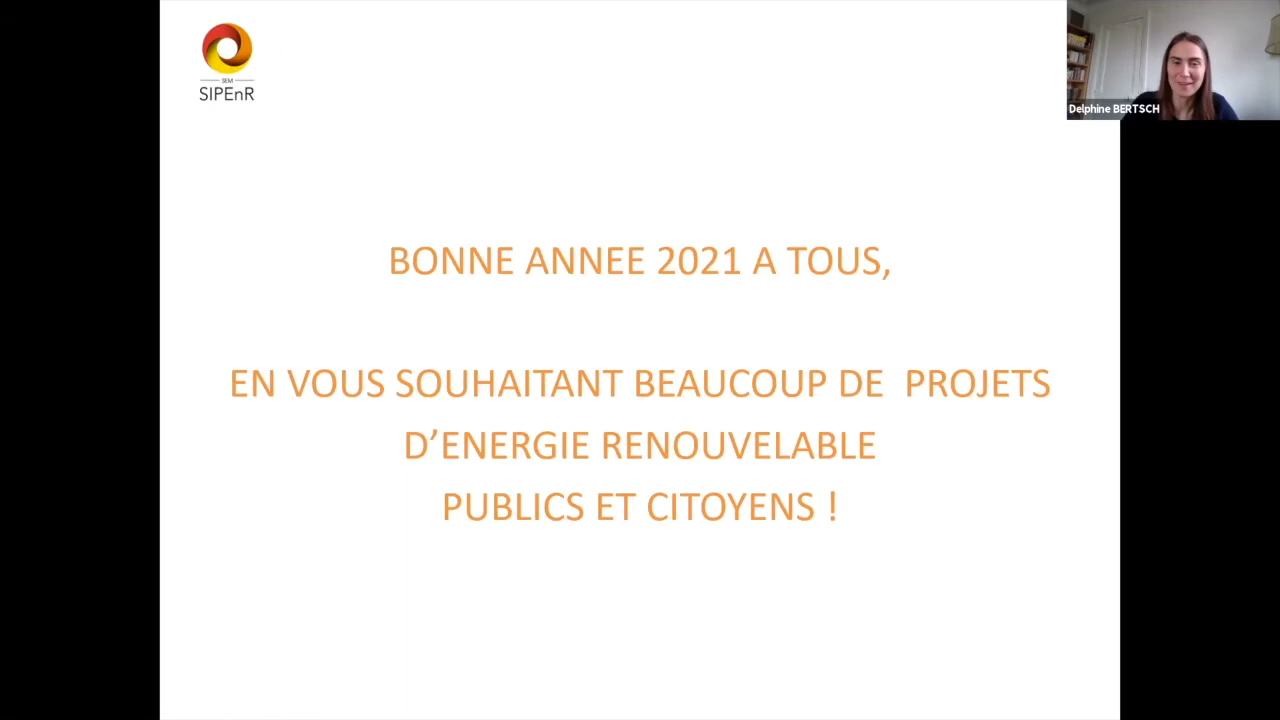 SEM
SIPEnR
Delphine BERTSCH
BONNE ANNEE 2021 A TOUS,
EN VOUS SOUHAITANT BEAUCOUP DE  PROJETS
D’ENERGIE RENOUVELABLE
PUBLICS ET CITOYENS !